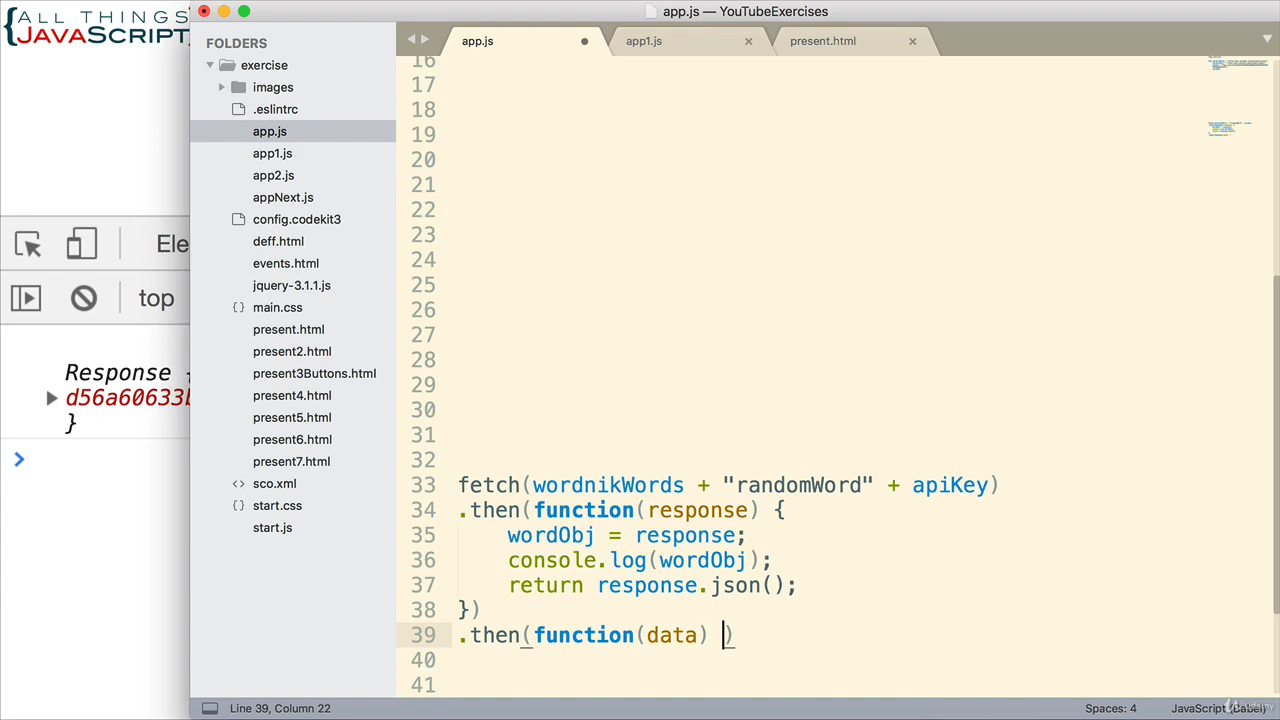 ALL THINGS
JAVASCRIPT
app.js — YouTubeExercises
FOLDERS
exercise
images
.eslintrc
app.js
app1.js
app2.js
appNext.js
config.codekit3
deff.html
events.html
jquery-3.1.1.js
main.css
present.html
present2.html
present3Buttons.html
present4.html
present5.html
present6.html
present7.html
sco.xml
start.css
start.js
app.js
app1.js
present.html
Ele
top
Response {
d56a60633b
}
>
16
17
18
19
20
21
22
23
24
25
26
27
28
29
30
31
32
33 fetch(wordnikWords + "randomWord" + apiKey)
34 .then(function(response) {
35 wordObj = response;
36 console.log(wordObj);
37 return response.json();
38 })
39 .then(function(data) )
40
41
Line 39, Column 22
Spaces: 4
JavaScript (Babel)